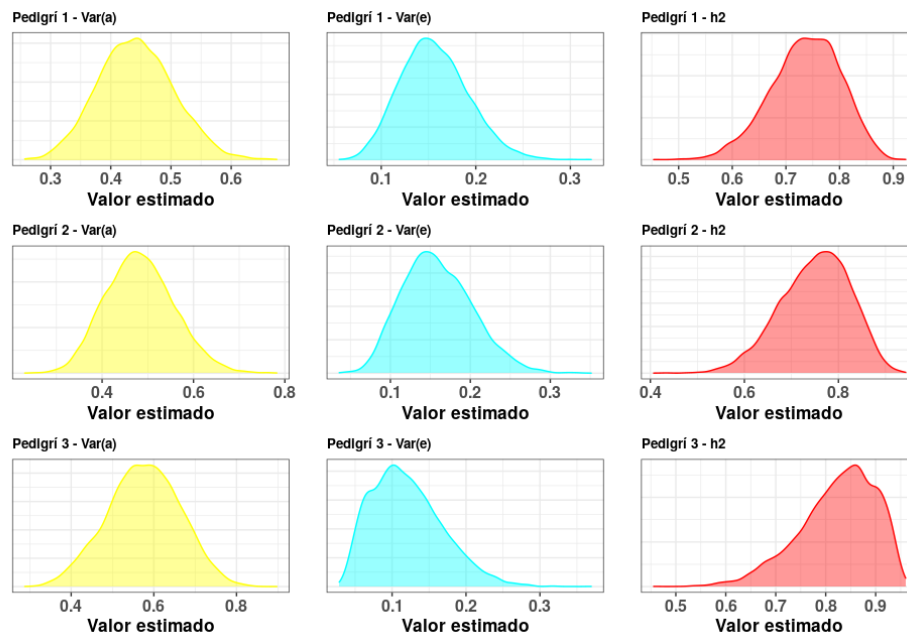 Pedigrí 1 - Var(a)
Pedigrí 1 - Var(e)
Pedigrí 1 - h2
0.3 0.4 0.5 0.6
0.1 0.2 0.3
0.5 0.6 0.7 0.8 0.9
Valor estimado
Valor estimado
Valor estimado
Pedigrí 2 - Var(a)
Pedigrí 2 - Var(e)
Pedigrí 2 - h2
0.4 0.6 0.8
0.1 0.2 0.3
0.4 0.6 0.8
Valor estimado
Valor estimado
Valor estimado
Pedigrí 3 - Var(a)
Pedigrí 3 - Var(e)
Pedigrí 3 - h2
0.4 0.6 0.8
0.1 0.2 0.3
0.5 0.6 0.7 0.8 0.9
Valor estimado
Valor estimado
Valor estimado